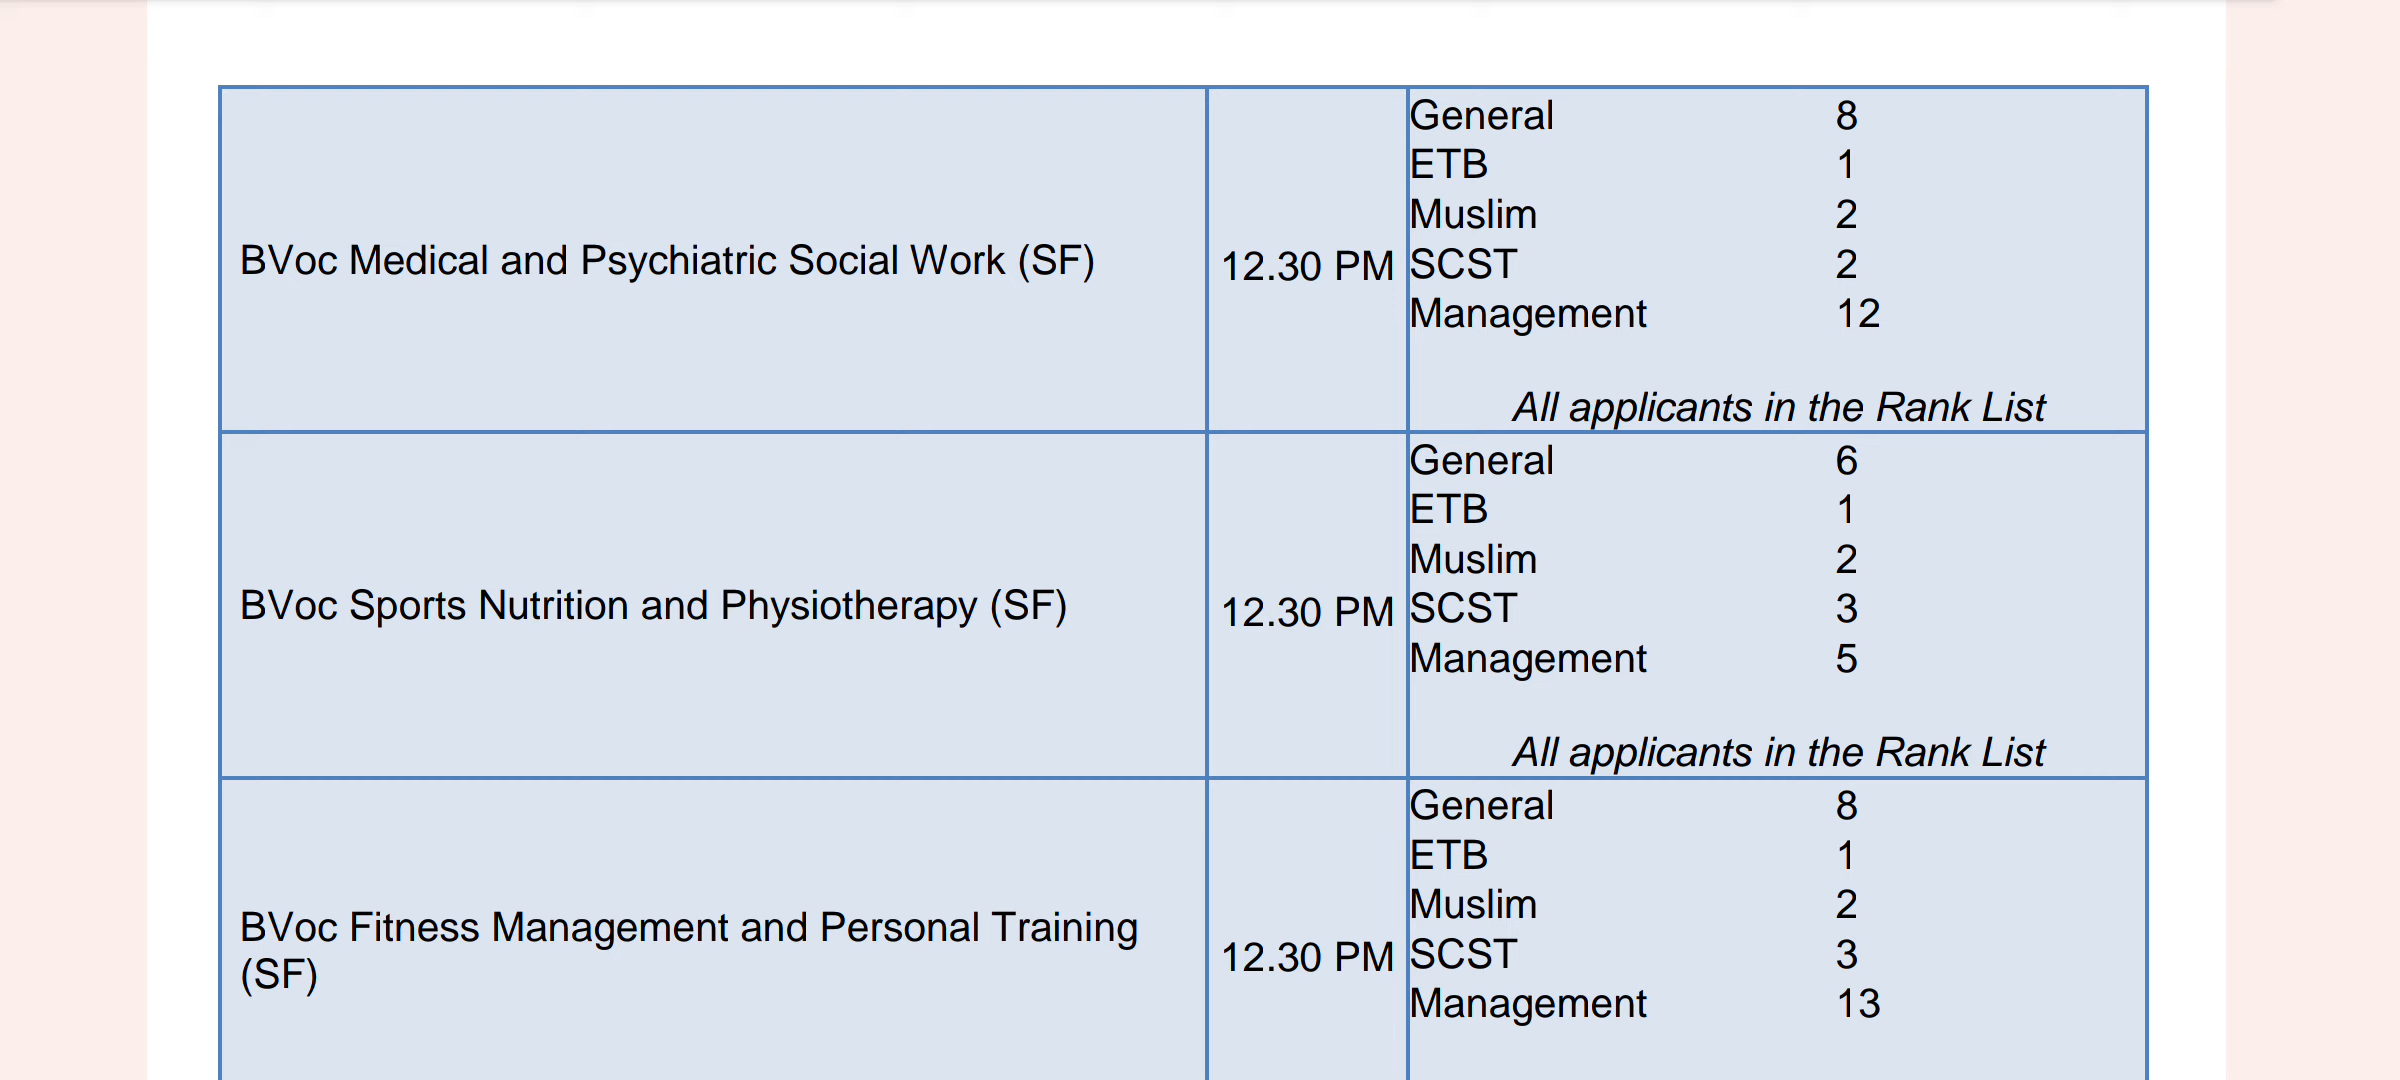 BVoc Medical and Psychiatric Social Work (SF)
12.30 PM
General 8
ETB 1
Muslim 2
SCST 2
Management 12
All applicants in the Rank List
BVoc Sports Nutrition and Physiotherapy (SF)
12.30 PM
General 6
ETB 1
Muslim 2
SCST 3
Management 5
All applicants in the Rank List
BVoc Fitness Management and Personal Training
(SF)
12.30 PM
General 8
ETB 1
Muslim 2
SCST 3
Management 13